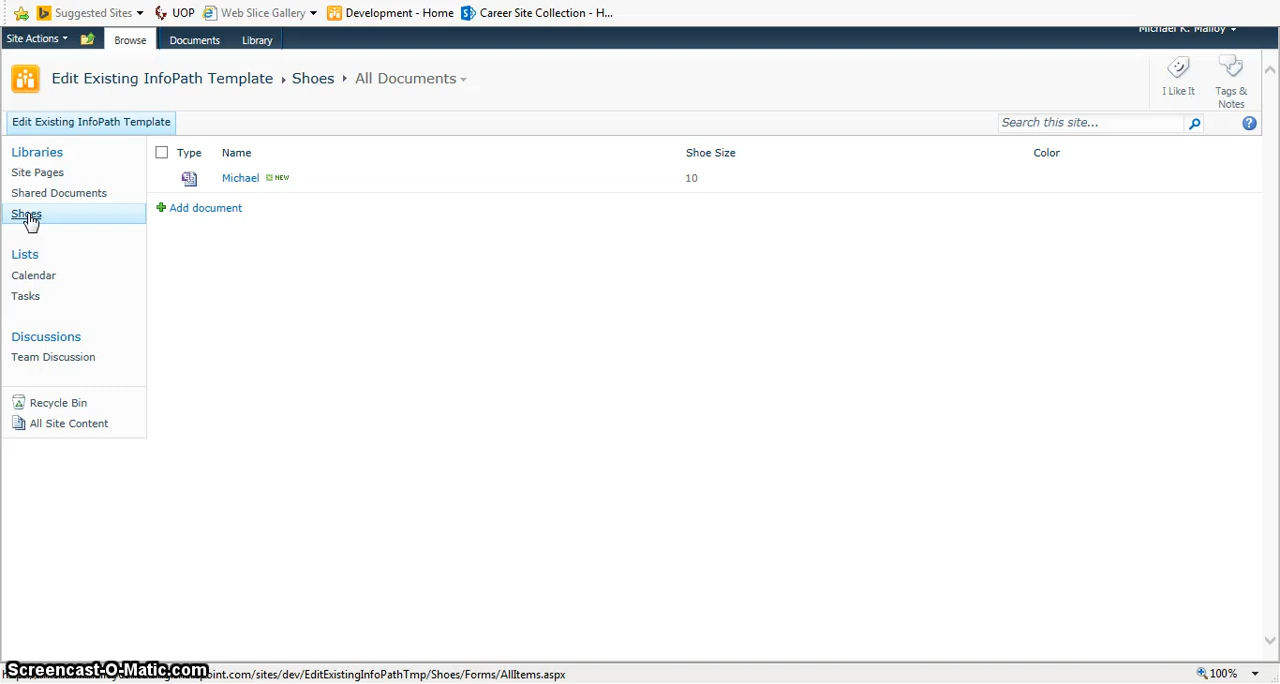 Suggested Sites UOP Web Slice Gallery Development - Home Career Site Collection - H...
Site Actions Browse Documents Library Michael K. Malloy
Edit Existing InfoPath Template Shoes All Documents
I Like It
Tags & Notes
Edit Existing InfoPath Template
Search this site...
Libraries
Site Pages
Shared Documents
Shoes
Lists
Calendar
Tasks
Discussions
Team Discussion
Recycle Bin
All Site Content
Type Name Shoe Size Color
Michael NEW 10
Add document
Screencast-O-Matic.com
point.com/sites/dev/EditExistingInfoPathTmp/Shoes/Forms/AllItems.aspx
100%